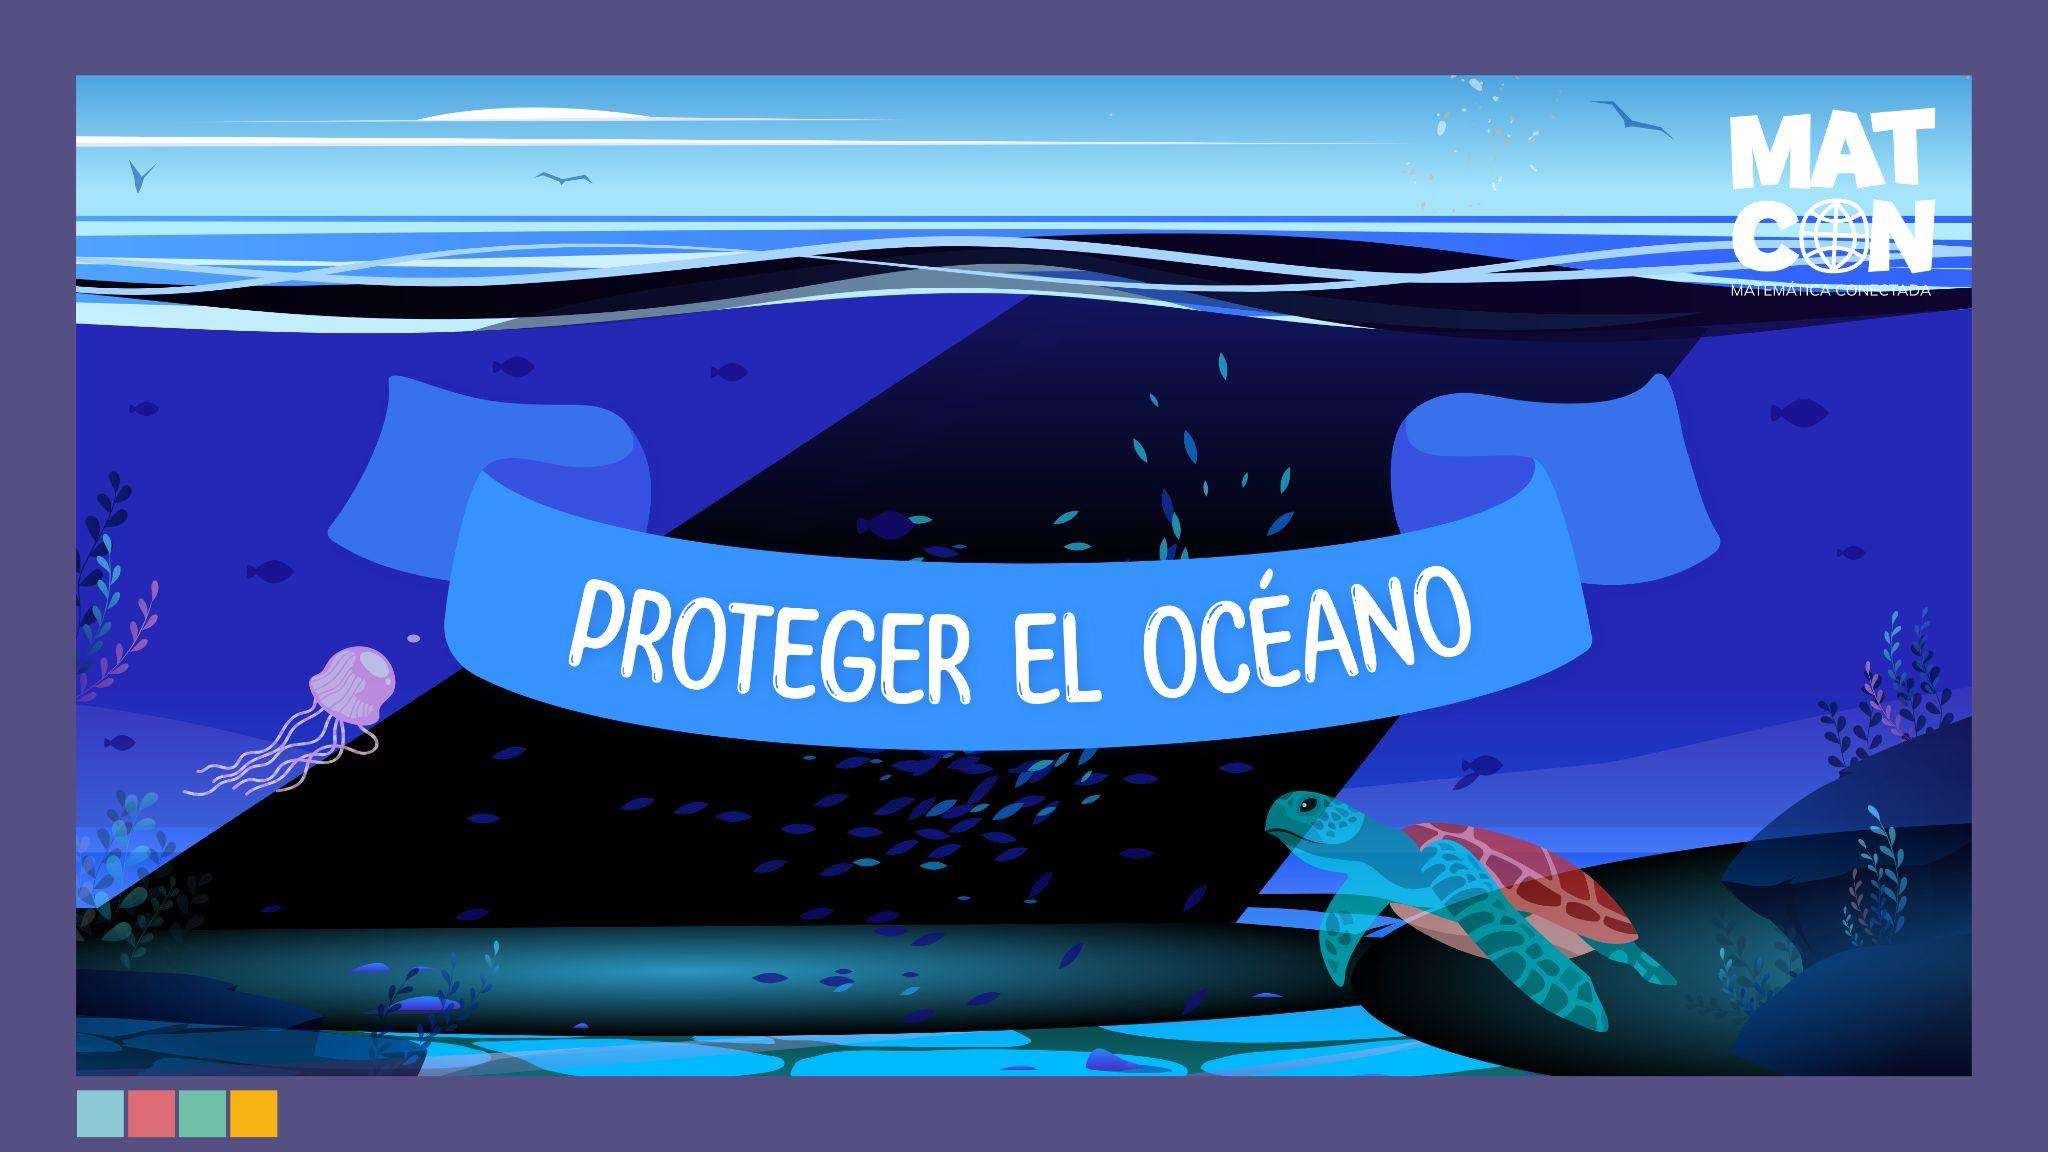 MAT
CON
MATEMÁTICA CONECTADA
PROTEGER EL OCÉANO